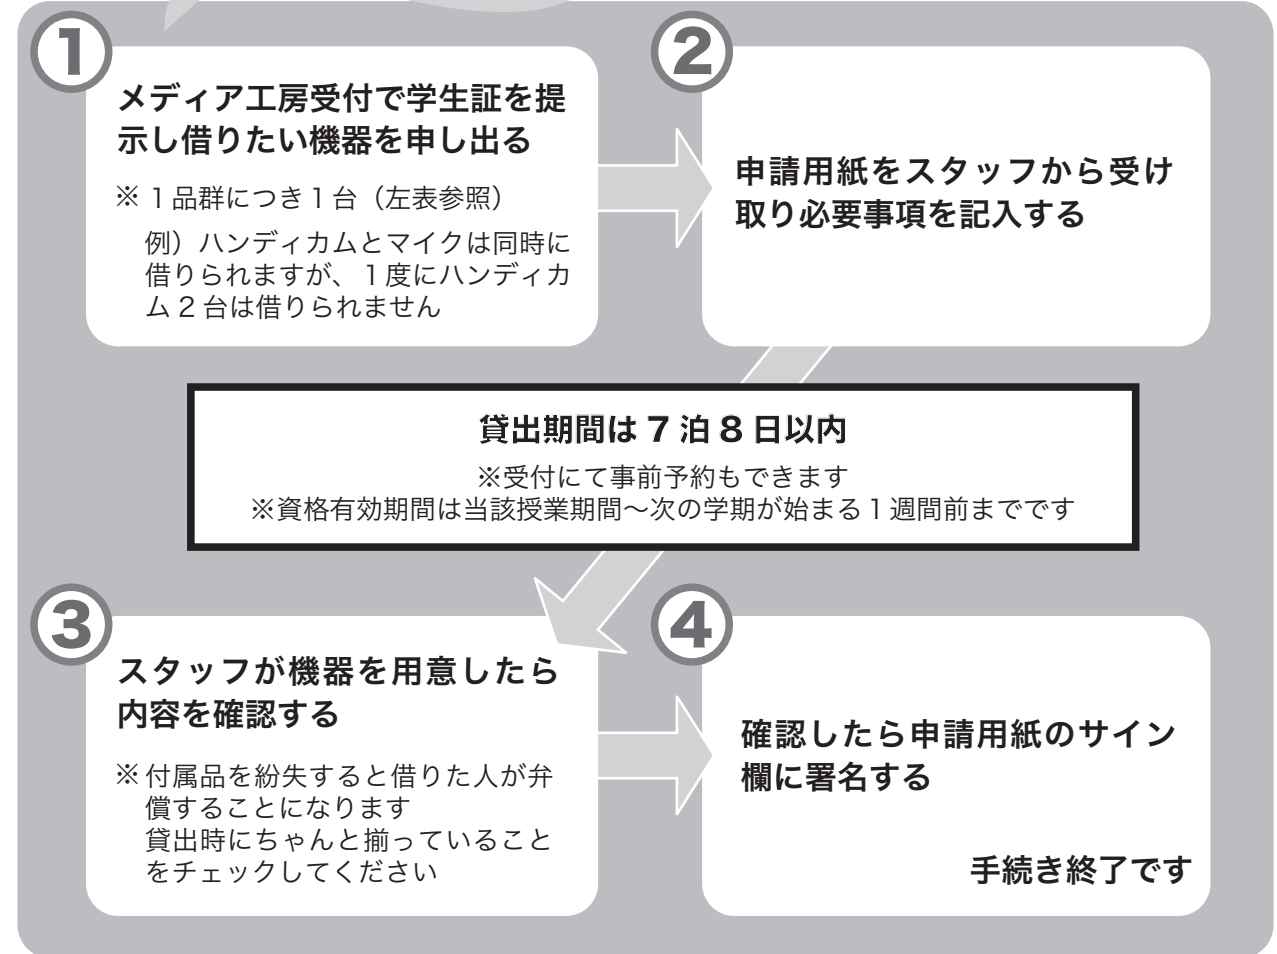 ①
メディア工房受付で学生証を提
示し借りたい機器を申し出る
※ 1品群につき1台（左表参照）
例）ハンディカムとマイクは同時に
借りられますが、1度にハンディカ
ム2台は借りられません
②
申請用紙をスタッフから受け
取り必要事項を記入する
貸出期間は7泊8日以内
※受付にて事前予約もできます
※資格有効期間は当該授業期間～次の学期が始まる1週間前までです
③
スタッフが機器を用意したら
内容を確認する
※ 付属品を紛失すると借りた人が弁
償することになります
貸出時にちゃんと揃っていること
をチェックしてください
④
確認したら申請用紙のサイン
欄に署名する
手続き終了です